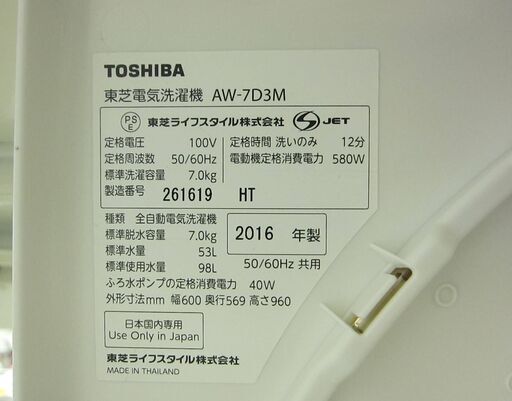 TOSHIBA
東芝電気洗濯機 AW-7D3M
PS E 東芝ライフスタイル株式会社 S JET
定格電圧 100V 定格時間 洗いのみ 12分
定格周波数 50/60Hz 電動機定格消費電力 580W
標準洗濯容量 7.0kg
製造番号 261619 HT
種類 全自動電気洗濯機
標準脱水容量 7.0kg 2016 年製
標準水量 53L
標準使用水量 98L 50/60Hz 共用
ふろ水ポンプの定格消費電力 40W
外形寸法mm 幅600 奥行569 高さ960
日本国内専用
Use Only in Japan
東芝ライフスタイル株式会社
MADE IN THAILAND